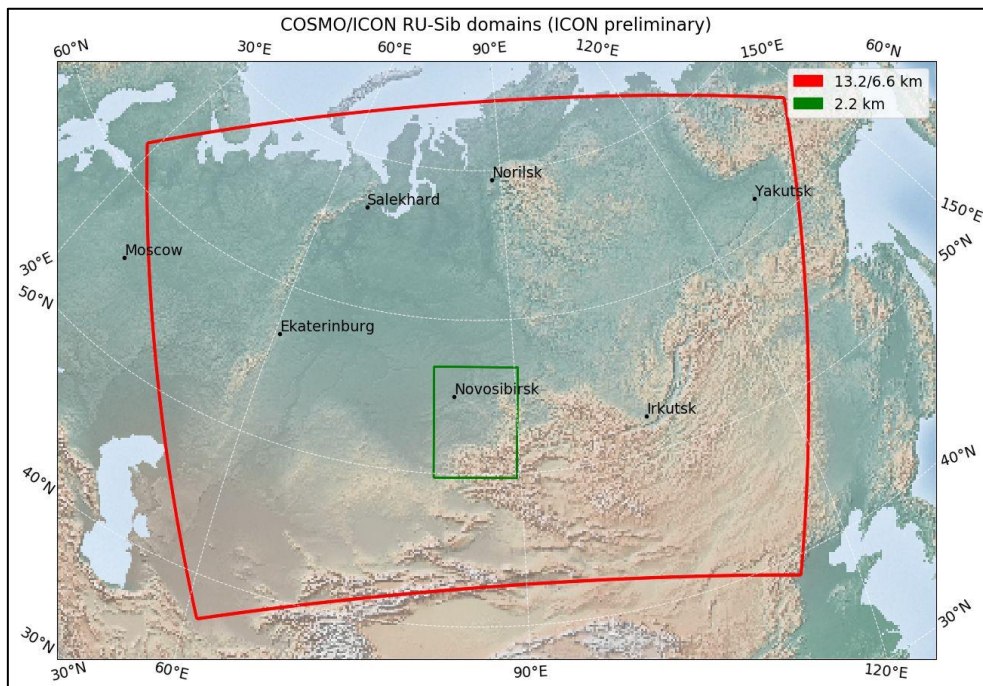 COSMO/ICON RU-Sib domains (ICON preliminary)
60°N
30°E
60°E
90°E
120°E
150°E
60°N
13.2/6.6 km
2.2 km
Norilsk
Salekhard
Yakutsk
150°E
Moscow
50°N
30°E
50°N
Ekaterinburg
Novosibirsk
Irkutsk
40°N
40°N
30°N
30°N
30°N
60°E
90°E
120°E